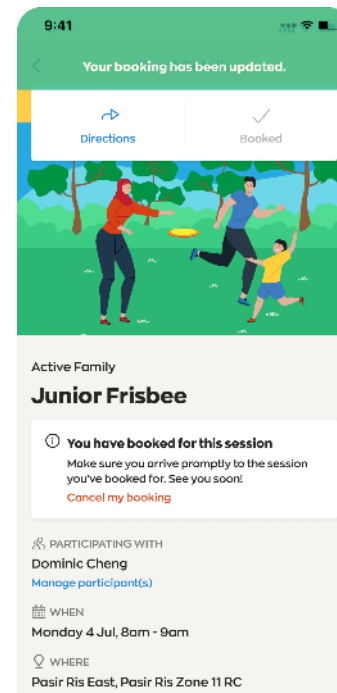 9:41
Your booking has been updated.
Directions
Booked
Active Family
Junior Frisbee
You have booked for this session
Make sure you arrive promptly to the session
you've booked for. See you soon!
Cancel my booking
PARTICIPATING WITH
Dominic Cheng
Manage participant(s)
WHEN
Monday 4 Jul, 8am - 9am
WHERE
Pasir Ris East, Pasir Ris Zone 11 RC